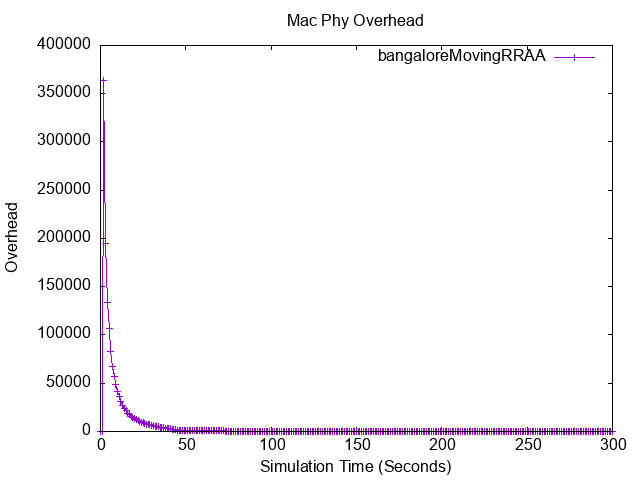 Mac Phy Overhead
400000
350000
300000
250000
200000
150000
100000
50000
0
bangaloreMovingRRAA
Overhead
0 50 100 150 200 250 300
Simulation Time (Seconds)